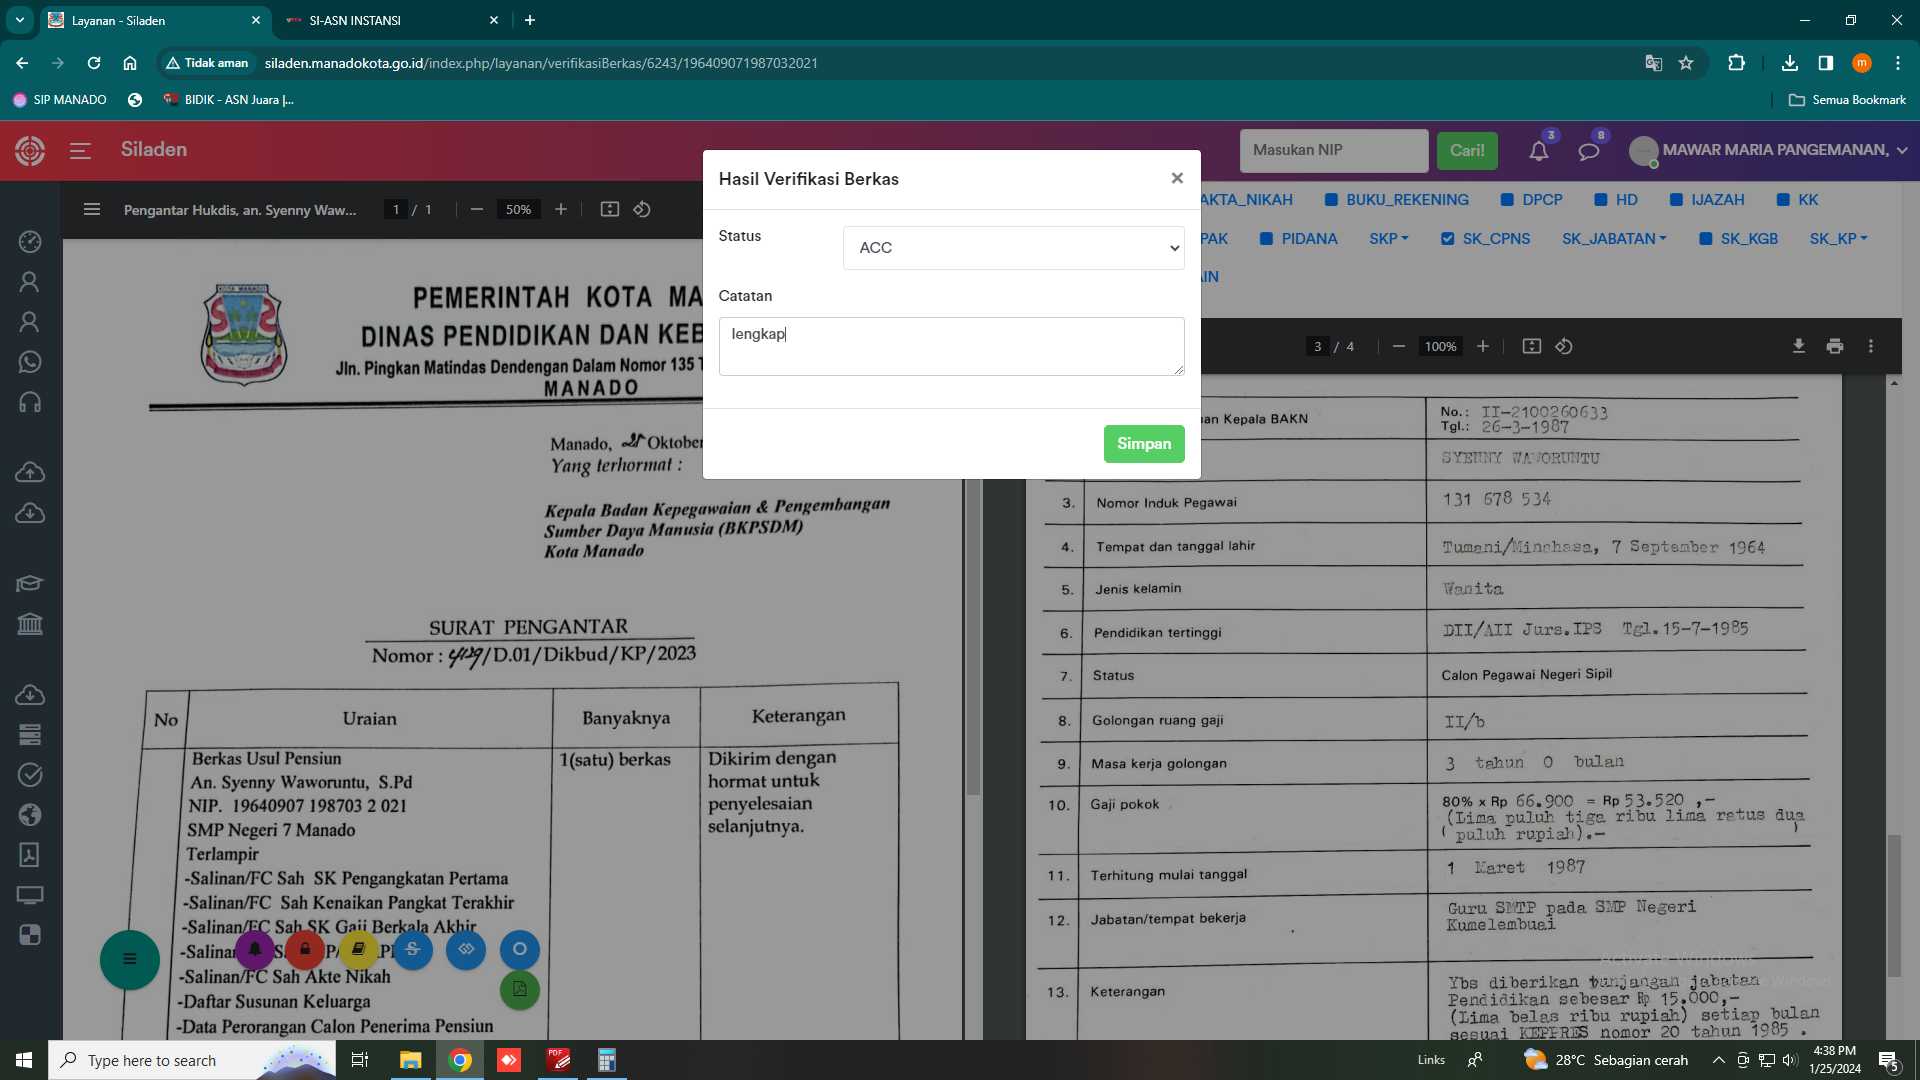 Layanan - Siladen
SI-ASN INSTANSI
Tidak aman
siladen.manadokota.go.id/index.php/layanan/verifikasiBerkas/6243/196409071987032021
m
SIP MANADO
BIDIK - ASN Juara |...
Semua Bookmark
Siladen
Masukan NIP
Cari!
3
8
MAWAR MARIA PANGEMANAN,
Pengantar Hukdis, an. Syenny Waw...
1 / 1
50%
Hasil Verifikasi Berkas
Status
ACC
Catatan
lengkap
Simpan
AKTA_NIKAH
BUKU_REKENING
DPCP
HD
IJAZAH
KK
PAK
PIDANA
SKP
SK_CPNS
SK_JABATAN
SK_KGB
SK_KP
AIN
3 / 4
100%
PEMERINTAH KOTA MA
DINAS PENDIDIKAN DAN KEB
Jln. Pingkan Matindas Dendengan Dalam Nomor 135 T
MANADO
Manado, 25 Oktober
Yang terhormat :
Kepala Badan Kepegawaian & Pengembangan
Sumber Daya Manusia (BKPSDM)
Kota Manado
SURAT PENGANTAR
Nomor : /D.01/Dikbud/KP/2023
No
Uraian
Banyaknya
Keterangan
Berkas Usul Pensiun
An. Syenny Waworuntu, S.Pd
NIP. 19640907 198703 2 021
SMP Negeri 7 Manado
Terlampir
-Salinan/FC Sah SK Pengangkatan Pertama
-Salinan/FC Sah Kenaikan Pangkat Terakhir
-Salinan/FC Sah SK Gaji Berkala Akhir
-Salinan/FC Sah Akte Nikah
-Daftar Susunan Keluarga
-Data Perorangan Calon Penerima Pensiun
1(satu) berkas
Dikirim dengan
hormat untuk
penyelesaian
selanjutnya.
an Kepala BAKN
No.: II-2100260633
Tgl.: 26-3-1987
SYENNY WAWORUNTU
3. Nomor Induk Pegawai
131 678 534
4. Tempat dan tanggal lahir
Tumani/Minahasa, 7 September 1964
5. Jenis kelamin
Wanita
6. Pendidikan tertinggi
DII/AII Jurs.IPS Tgl.15-7-1985
7. Status
Calon Pegawai Negeri Sipil
8. Golongan ruang gaji
II/b
9. Masa kerja golongan
3 tahun 0 bulan
10. Gaji pokok
80% x Rp 66.900 = Rp 53.520 ,-
(Lima puluh tiga ribu lima ratus dua
( puluh rupiah).- )
11. Terhitung mulai tanggal
1 Maret 1987
12. Jabatan/tempat bekerja
Guru SMTP pada SMP Negeri
Kumelembuai
13. Keterangan
Ybs diberikan tunjangan jabatan
Pendidikan sebesar Rp 15.000,-
(Lima belas ribu rupiah) setiap bulan
sesuai KEPPRES nomor 20 tahun 1985 .
Activate Windows
Type here to search
Links
28°C Sebagian cerah
4:38 PM
1/25/2024
5